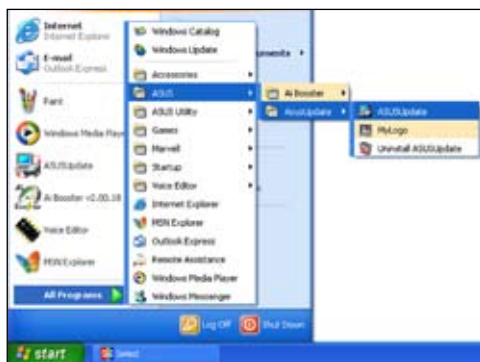 Internet
Internet Explorer
E-mail
Outlook Express
Paint
Windows Media Player
ASUSUpdate
Ai Booster v2.00.18
Voice Editor
MSN Explorer
All Programs
Windows Catalog
Windows Update
Accessories
ASUS
ASUS Utility
Games
Marvell
Startup
Voice Editor
Internet Explorer
MSN Explorer
Outlook Express
Remote Assistance
Windows Media Player
Windows Messenger
Ai Booster
AsusUpdate
ASUSUpdate
MyLogo
Uninstall ASUSUpdate
Log Off
Shut Down
start